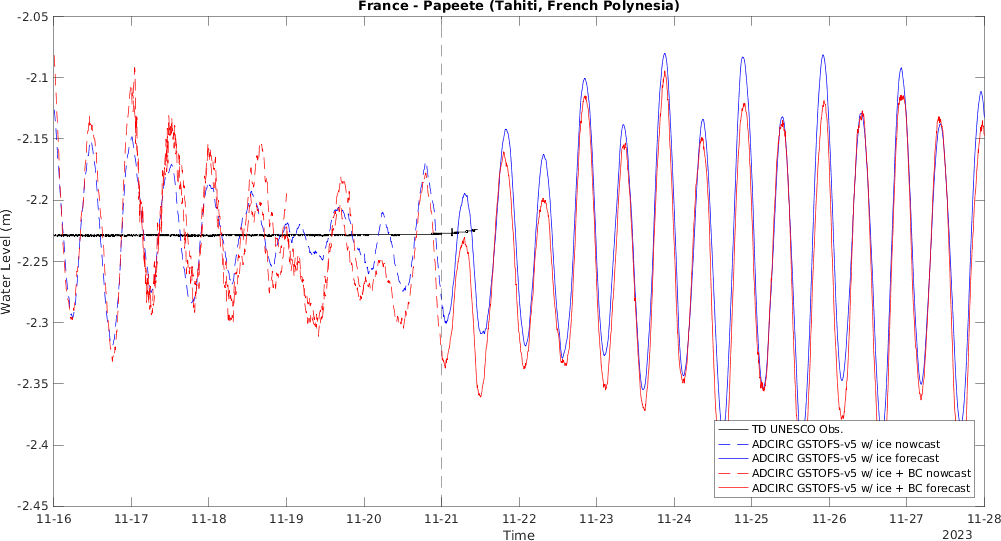 France - Papeete (Tahiti, French Polynesia)
Water Level (m)
-2.05
-2.1
-2.15
-2.2
-2.25
-2.3
-2.35
-2.4
-2.45
TD UNESCO Obs.
ADCIRC GSTOFS-v5 w/ ice nowcast
ADCIRC GSTOFS-v5 w/ ice forecast
ADCIRC GSTOFS-v5 w/ ice + BC nowcast
ADCIRC GSTOFS-v5 w/ ice + BC forecast
11-16 11-17 11-18 11-19 11-20 11-21 11-22 11-23 11-24 11-25 11-26 11-27 11-28
Time
2023